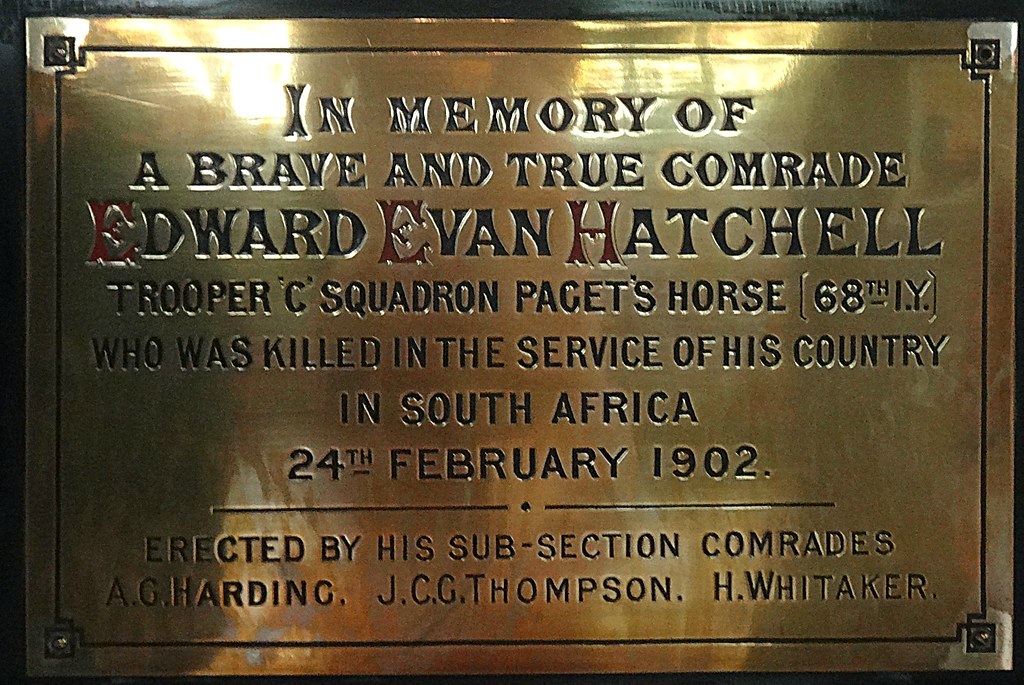 IN MEMORY OF
A BRAVE AND TRUE COMRADE
EDWARD EVAN HATCHELL
TROOPER 'C' SQUADRON PAGET'S HORSE (68TH I.Y.)
WHO WAS KILLED IN THE SERVICE OF HIS COUNTRY
IN SOUTH AFRICA
24TH FEBRUARY 1902.
ERECTED BY HIS SUB-SECTION COMRADES
A.G. HARDING. J.C.G. THOMPSON. H. WHITAKER.